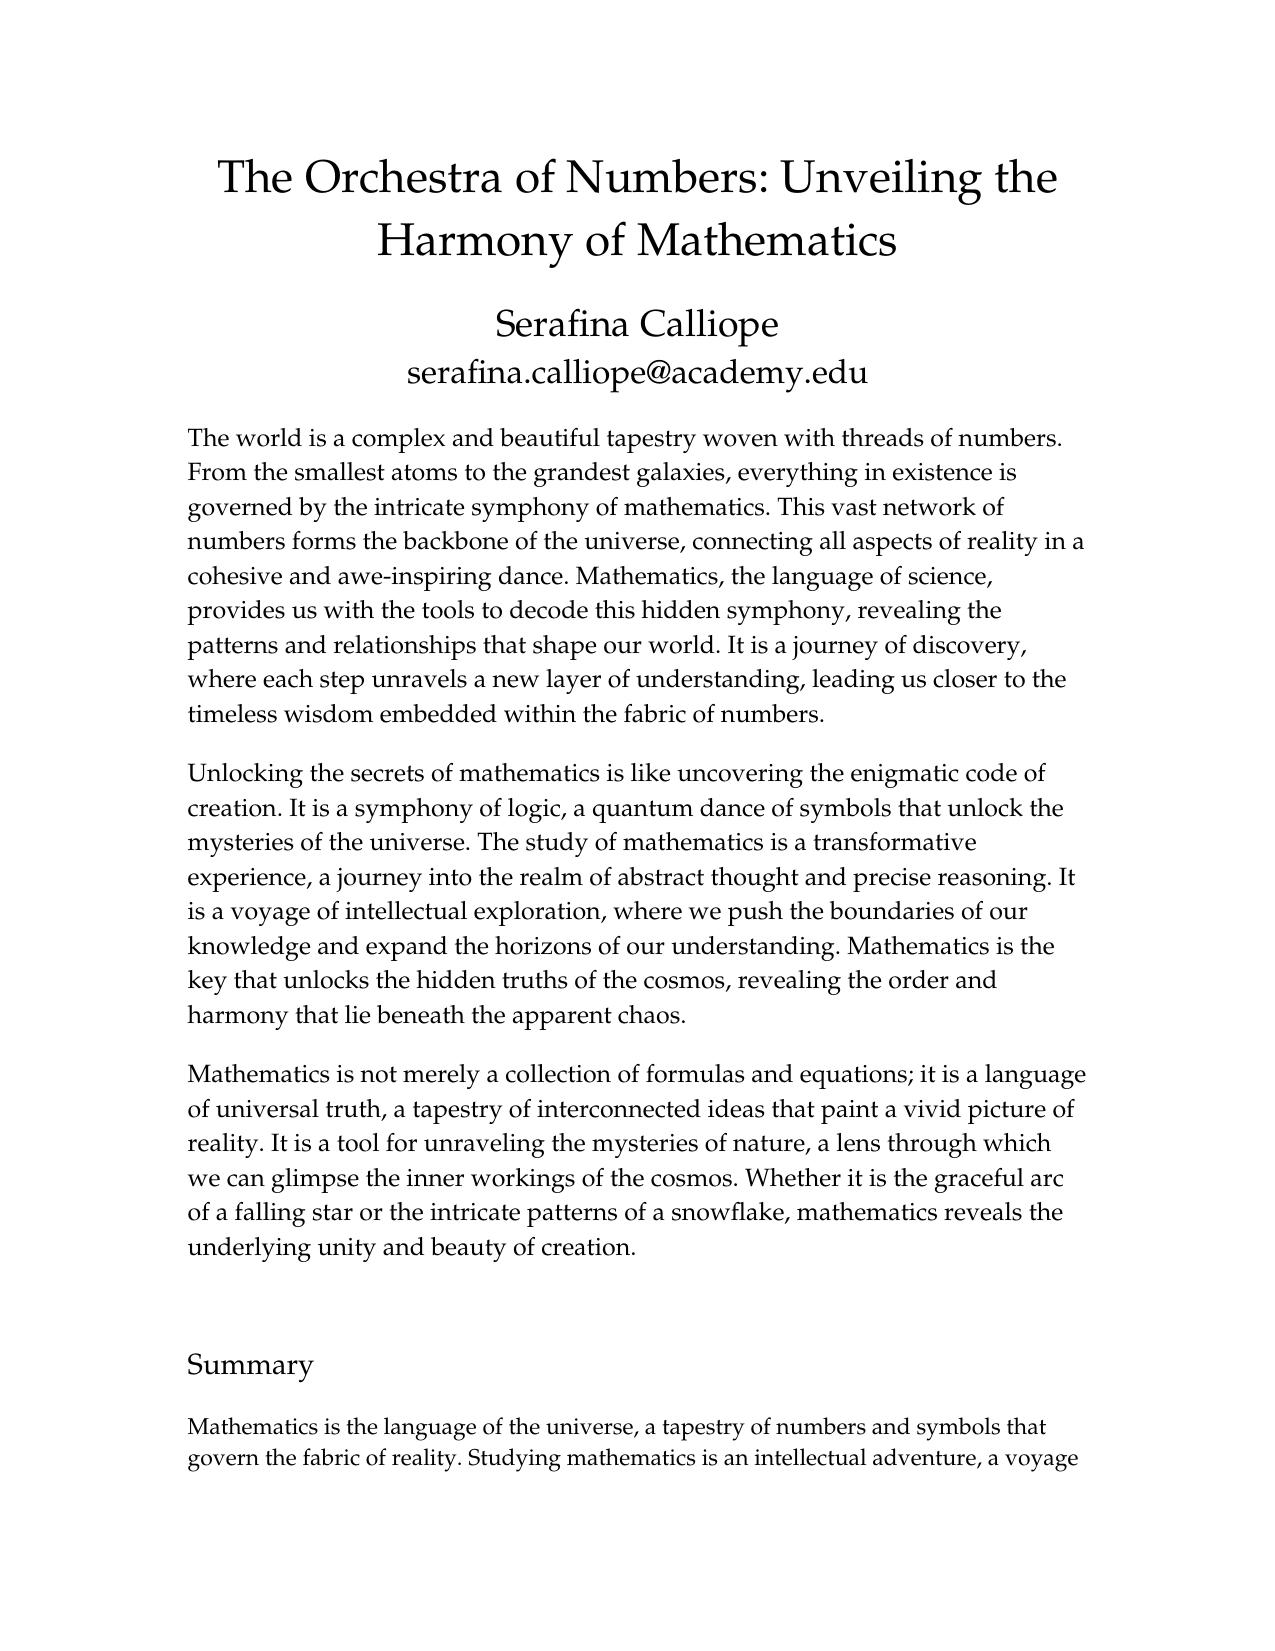 The Orchestra of Numbers: Unveiling the
Harmony of Mathematics
Serafina Calliope
serafina.calliope@academy.edu
The world is a complex and beautiful tapestry woven with threads of numbers.
From the smallest atoms to the grandest galaxies, everything in existence is
governed by the intricate symphony of mathematics. This vast network of
numbers forms the backbone of the universe, connecting all aspects of reality in a
cohesive and awe-inspiring dance. Mathematics, the language of science,
provides us with the tools to decode this hidden symphony, revealing the
patterns and relationships that shape our world. It is a journey of discovery,
where each step unravels a new layer of understanding, leading us closer to the
timeless wisdom embedded within the fabric of numbers.
Unlocking the secrets of mathematics is like uncovering the enigmatic code of
creation. It is a symphony of logic, a quantum dance of symbols that unlock the
mysteries of the universe. The study of mathematics is a transformative
experience, a journey into the realm of abstract thought and precise reasoning. It
is a voyage of intellectual exploration, where we push the boundaries of our
knowledge and expand the horizons of our understanding. Mathematics is the
key that unlocks the hidden truths of the cosmos, revealing the order and
harmony that lie beneath the apparent chaos.
Mathematics is not merely a collection of formulas and equations; it is a language
of universal truth, a tapestry of interconnected ideas that paint a vivid picture of
reality. It is a tool for unraveling the mysteries of nature, a lens through which
we can glimpse the inner workings of the cosmos. Whether it is the graceful arc
of a falling star or the intricate patterns of a snowflake, mathematics reveals the
underlying unity and beauty of creation.
Summary
Mathematics is the language of the universe, a tapestry of numbers and symbols that
govern the fabric of reality. Studying mathematics is an intellectual adventure, a voyage